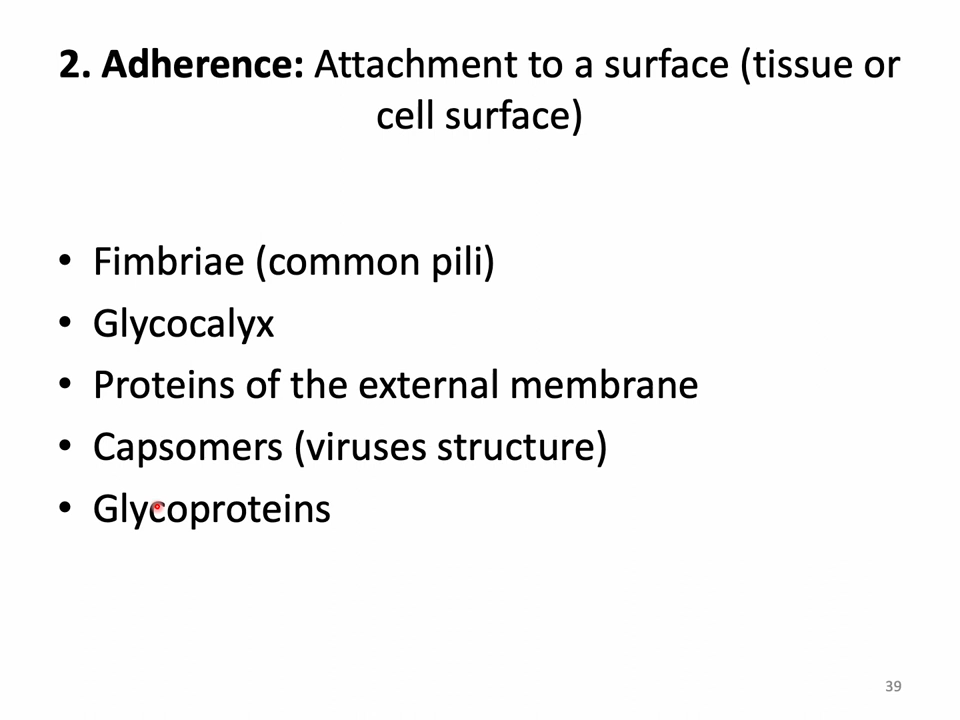 2. Adherence: Attachment to a surface (tissue or
cell surface)
• Fimbriae (common pili)
• Glycocalyx
• Proteins of the external membrane
• Capsomers (viruses structure)
• Glycoproteins
39